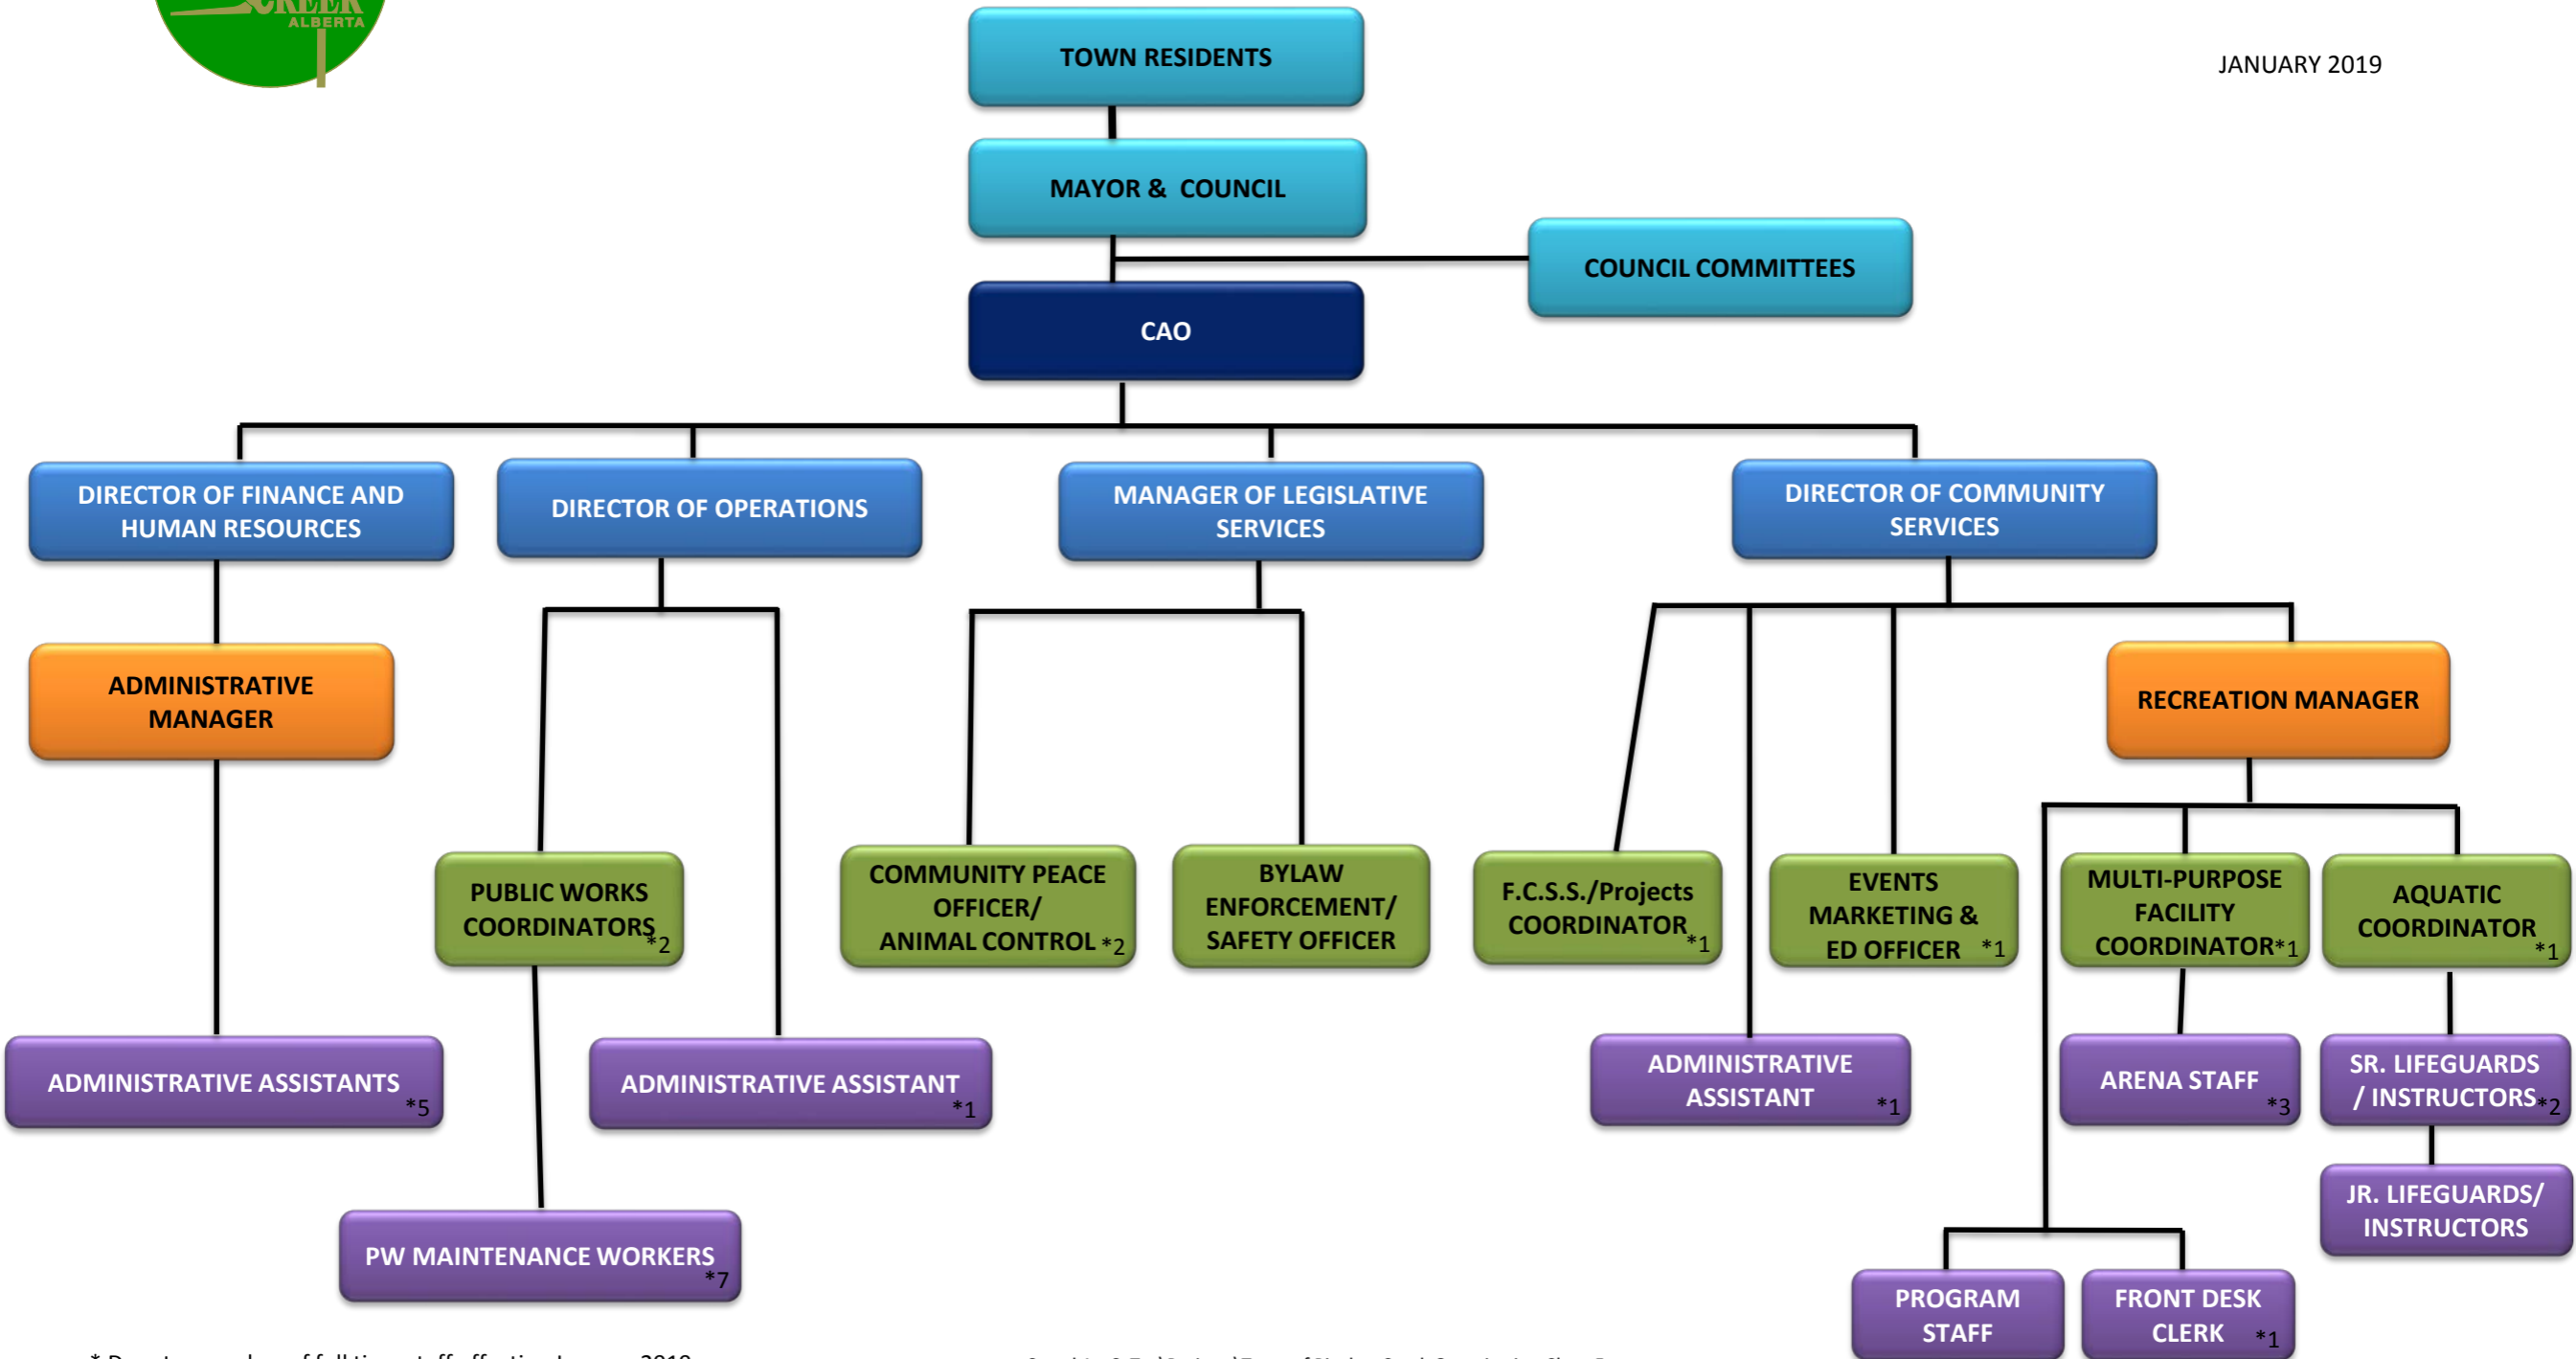 CREEK
ALBERTA
JANUARY 2019
TOWN RESIDENTS
MAYOR & COUNCIL
COUNCIL COMMITTEES
CAO
DIRECTOR OF FINANCE AND
HUMAN RESOURCES
DIRECTOR OF OPERATIONS
MANAGER OF LEGISLATIVE
SERVICES
DIRECTOR OF COMMUNITY
SERVICES
ADMINISTRATIVE
MANAGER
RECREATION MANAGER
PUBLIC WORKS
COORDINATORS
*2
COMMUNITY PEACE
OFFICER/
ANIMAL CONTROL *2
BYLAW
ENFORCEMENT/
SAFETY OFFICER
F.C.S.S./Projects
COORDINATOR
*1
EVENTS
MARKETING &
ED OFFICER *1
MULTI-PURPOSE
FACILITY
COORDINATOR*1
AQUATIC
COORDINATOR
*1
ADMINISTRATIVE ASSISTANTS
*5
ADMINISTRATIVE ASSISTANT
*1
ADMINISTRATIVE
ASSISTANT *1
ARENA STAFF
*3
SR. LIFEGUARDS
/ INSTRUCTORS*2
JR. LIFEGUARDS/
INSTRUCTORS
PW MAINTENANCE WORKERS
*7
PROGRAM
STAFF
FRONT DESK
CLERK *1